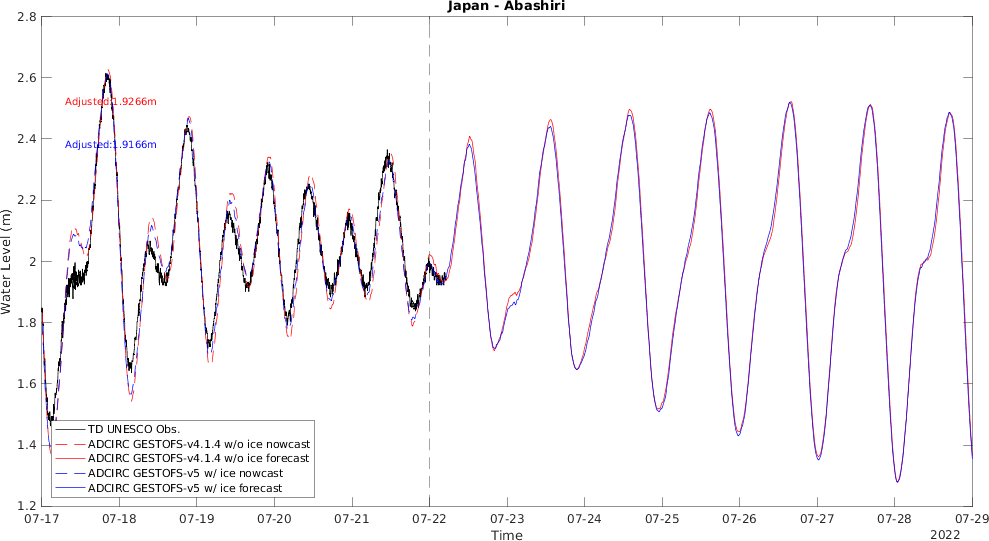 Japan - Abashiri
2.8
2.6
2.4
2.2
2
1.8
1.6
1.4
1.2
Water Level (m)
Adjusted:1.9266m
Adjusted:1.9166m
TD UNESCO Obs.
ADCIRC GESTOFS-v4.1.4 w/o ice nowcast
ADCIRC GESTOFS-v4.1.4 w/o ice forecast
ADCIRC GESTOFS-v5 w/ ice nowcast
ADCIRC GESTOFS-v5 w/ ice forecast
07-17 07-18 07-19 07-20 07-21 07-22 07-23 07-24 07-25 07-26 07-27 07-28 07-29
Time
2022